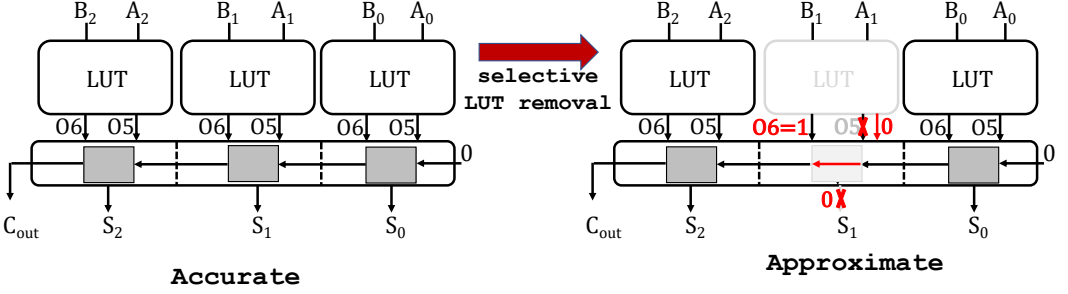 B₂ A₂ B₁ A₁ B₀ A₀ B₂ A₂ B₁ A₁ B₀ A₀
LUT LUT LUT selective LUT removal LUT LUT LUT
O6 O5 O6 O5 O6 O5 O6 O5 O6=1 O5 0 O6 O5
0 0
0
C_out S₂ S₁ S₀ C_out S₂ S₁ S₀
Accurate Approximate